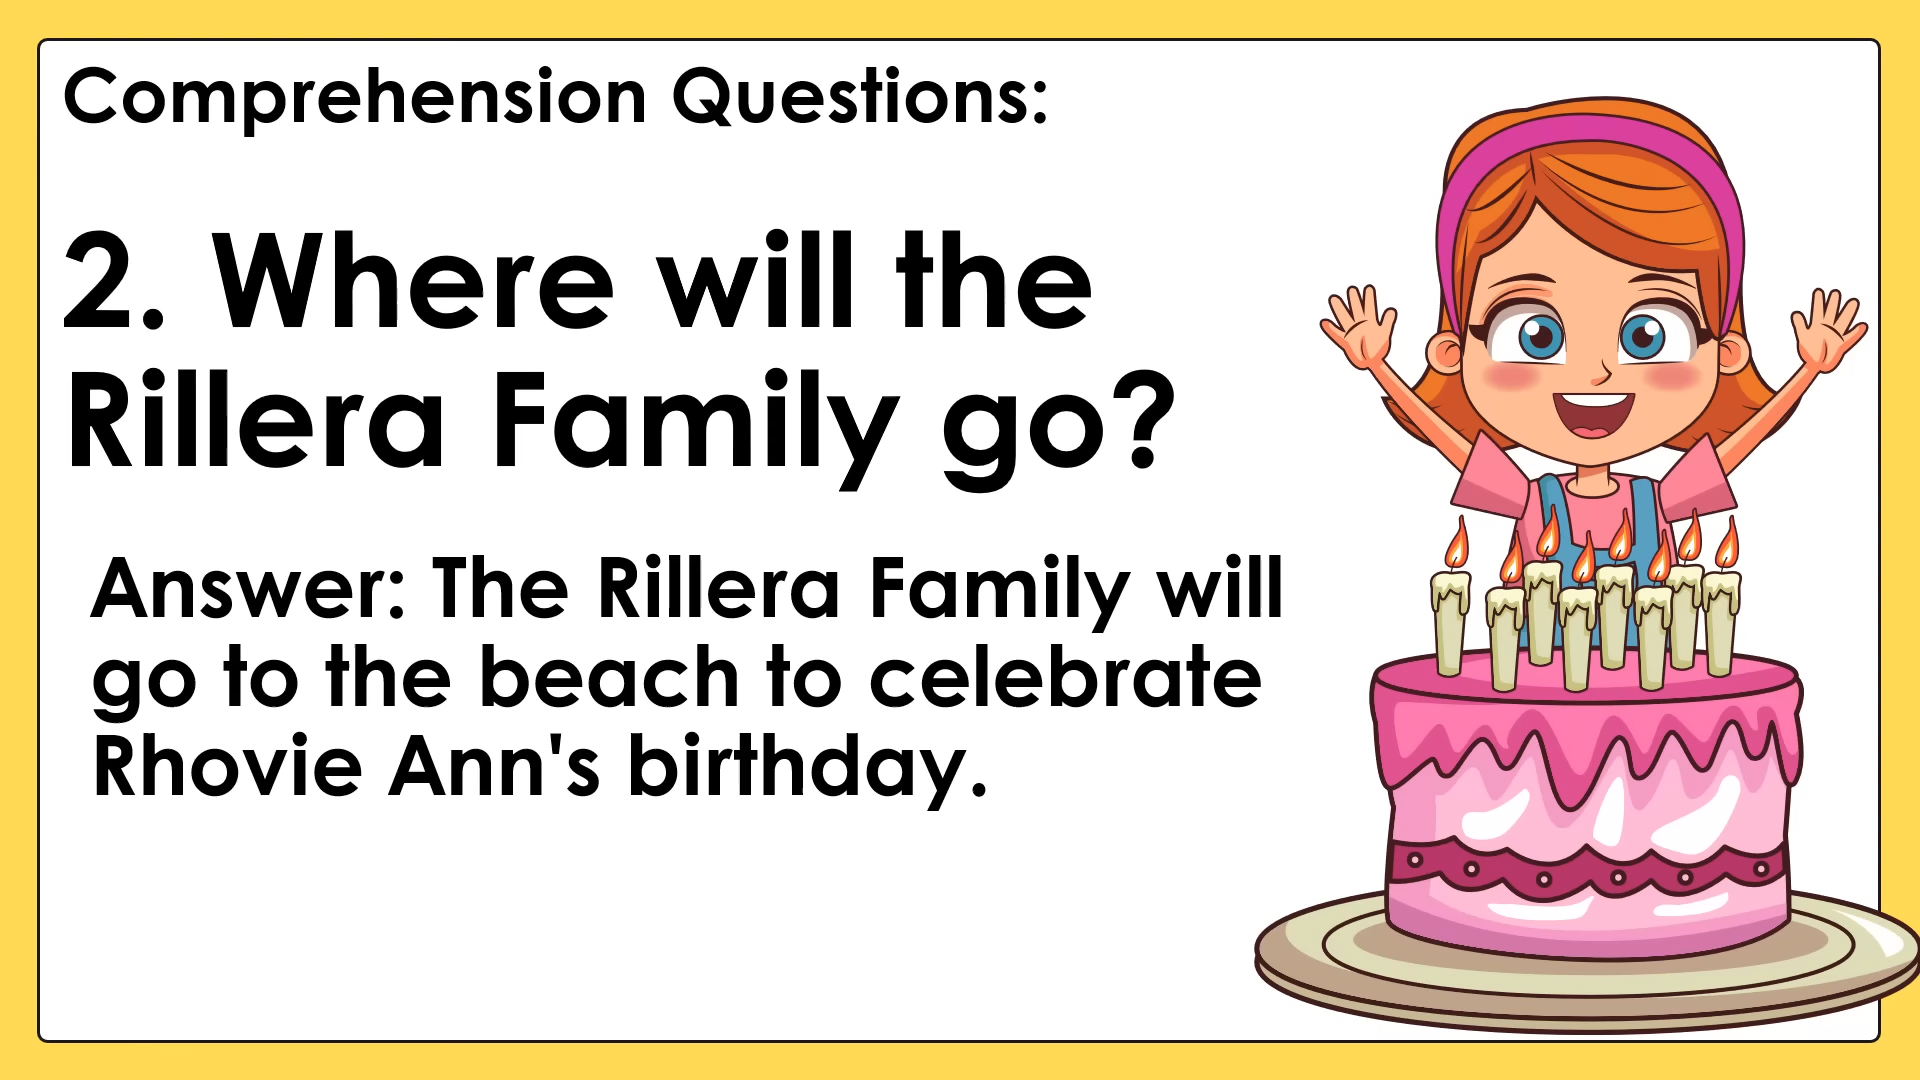 Comprehension Questions:
2. Where will the
Rillera Family go?
Answer: The Rillera Family will
go to the beach to celebrate
Rhovie Ann's birthday.